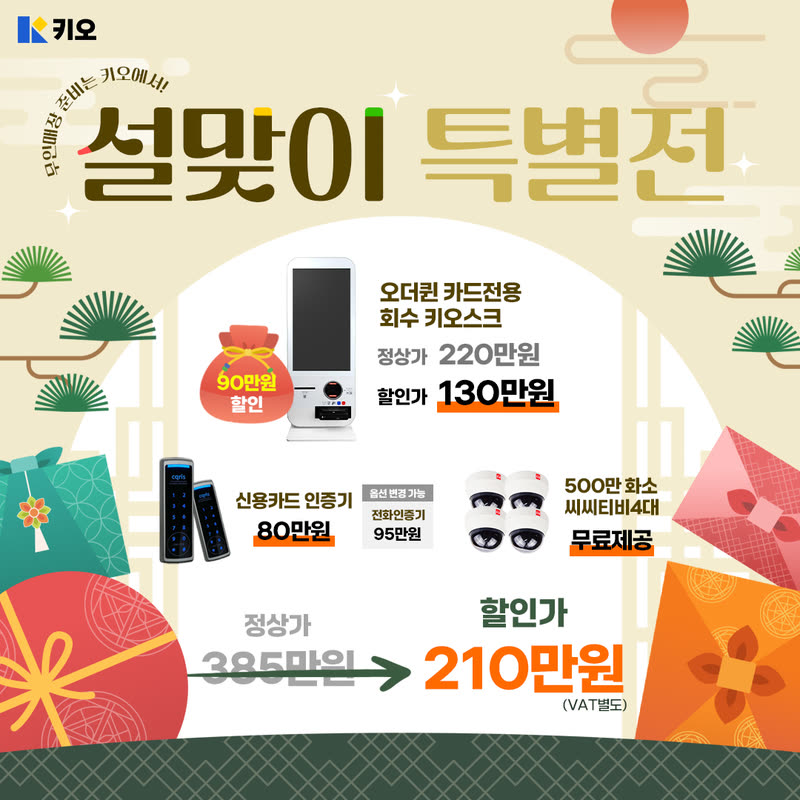 키오
무인매장 준비는 키오에서!
설맞이 특별전
오더퀸 카드전용
회수 키오스크
정상가 220만원
할인가 130만원
90만원
할인
cqris
신용카드 인증기
80만원
옵션 변경 가능
전화인증기
95만원
500만 화소
씨씨티비4대
무료제공
정상가
385만원
할인가
210만원
(VAT별도)